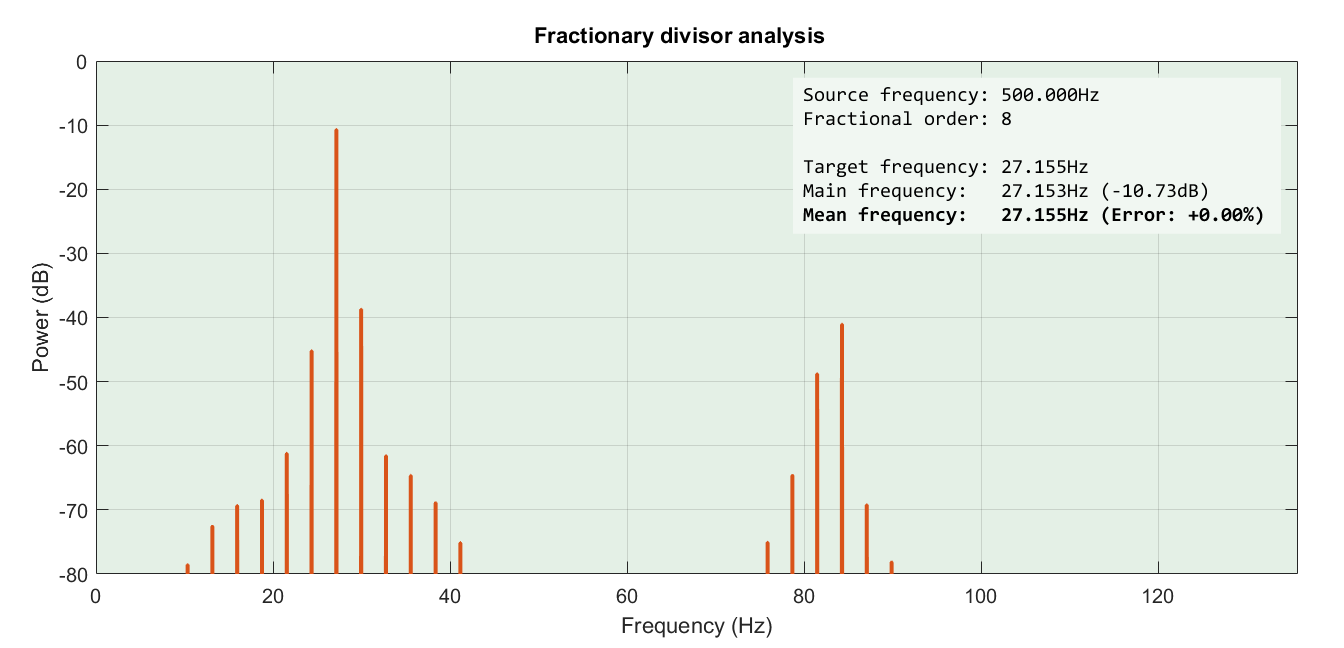 Fractionary divisor analysis
Source frequency: 500.000Hz
Fractional order: 8
Target frequency: 27.155Hz
Main frequency: 27.153Hz (-10.73dB)
Mean frequency: 27.155Hz (Error: +0.00%)
Power (dB)
0
-10
-20
-30
-40
-50
-60
-70
-80
0 20 40 60 80 100 120
Frequency (Hz)